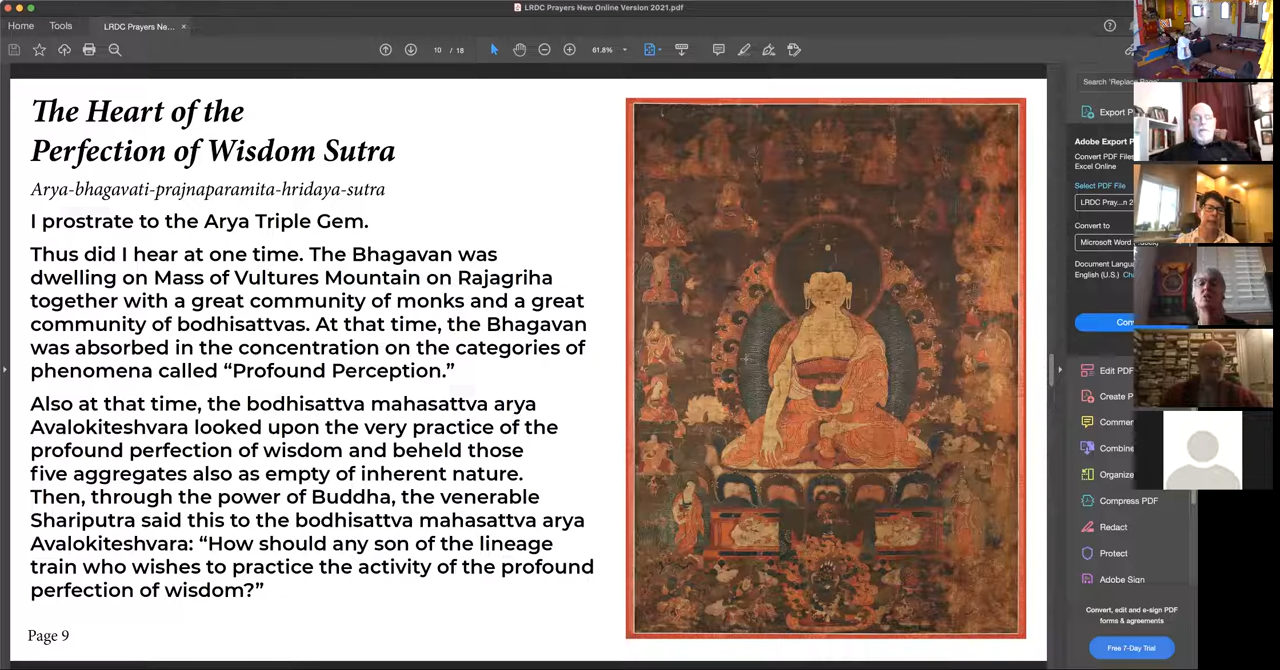 LRDC Prayers New Online Version 2021.pdf
Home
Tools
LRDC Prayers Ne...
10 / 18
61.8%
The Heart of the
Perfection of Wisdom Sutra
Arya-bhagavati-prajnaparamita-hridaya-sutra
I prostrate to the Arya Triple Gem.
Thus did I hear at one time. The Bhagavan was
dwelling on Mass of Vultures Mountain on Rajagriha
together with a great community of monks and a great
community of bodhisattvas. At that time, the Bhagavan
was absorbed in the concentration on the categories of
phenomena called “Profound Perception.”
Also at that time, the bodhisattva mahasattva arya
Avalokiteshvara looked upon the very practice of the
profound perfection of wisdom and beheld those
five aggregates also as empty of inherent nature.
Then, through the power of Buddha, the venerable
Shariputra said this to the bodhisattva mahasattva arya
Avalokiteshvara: “How should any son of the lineage
train who wishes to practice the activity of the profound
perfection of wisdom?”
Page 9
Search 'Replace
Export P
Adobe Export P
Convert PDF Files
Excel Online
Select PDF File
LRDC Pray...n 2
Convert to
Microsoft Word
Document Langua
English (U.S.) Ch
Con
Edit PDF
Create P
Commer
Combine
Organize
Compress PDF
Redact
Protect
Adobe Sign
Convert, edit and e-sign PDF
forms & agreements
Free 7-Day Trial